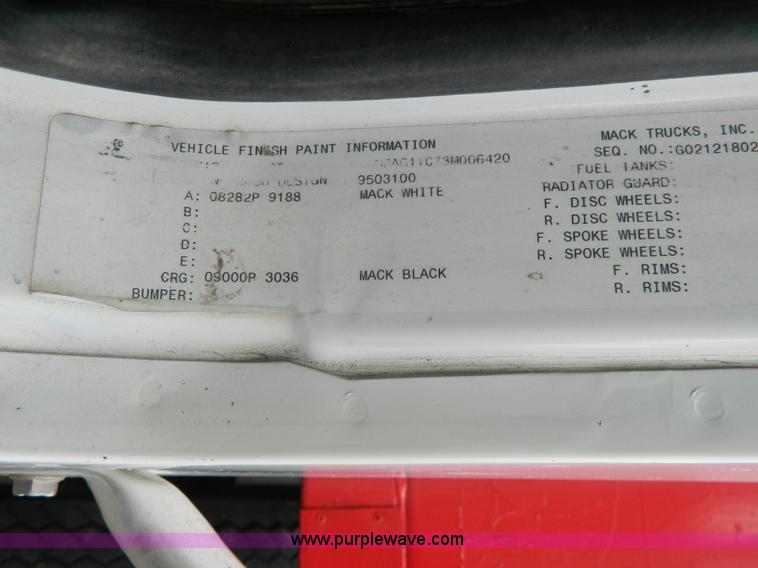 VEHICLE FINISH PAINT INFORMATION MACK TRUCKS, INC.
SEQ. NO.:G02121802
DESIGN 9503100 FUEL TANKS:
A: 08282P 9188 MACK WHITE RADIATOR GUARD:
B: F. DISC WHEELS:
C: R. DISC WHEELS:
D: F. SPOKE WHEELS:
E: R. SPOKE WHEELS:
CRG: 09000P 3036 MACK BLACK F. RIMS:
BUMPER: R. RIMS:
www.purplewave.com